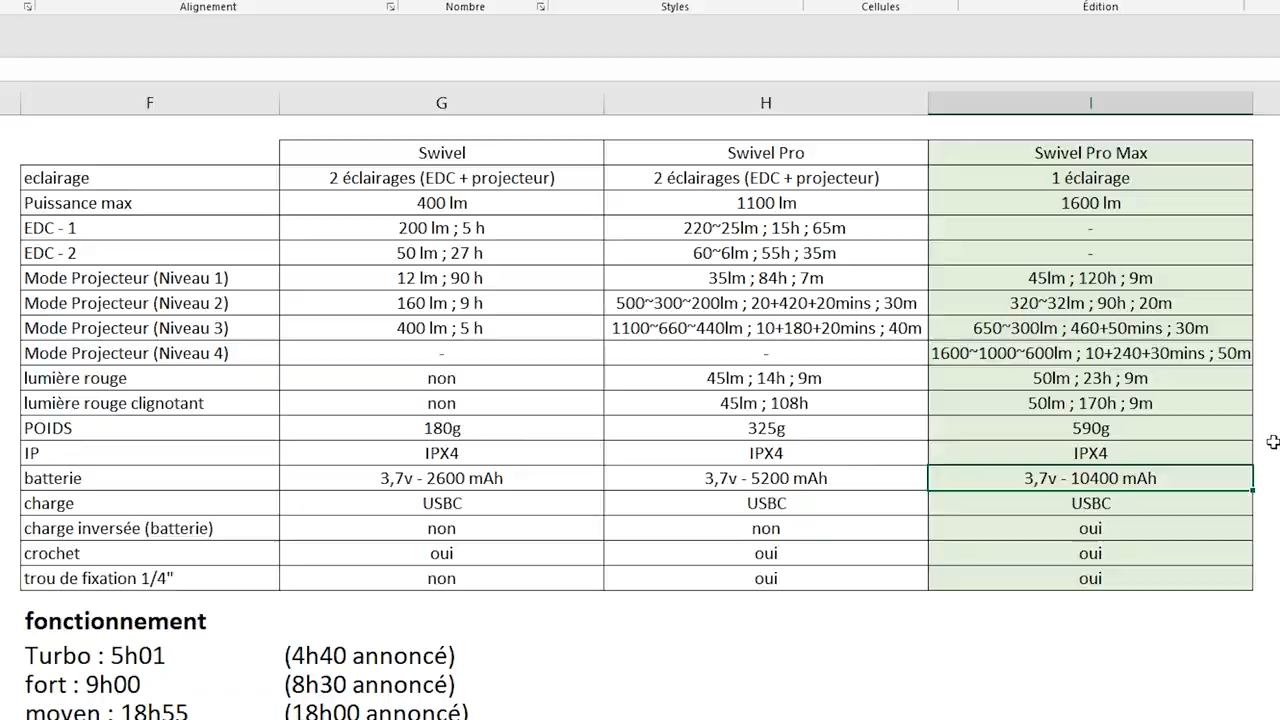 Alignement Nombre Styles Cellules Édition
F G H I
Swivel Swivel Pro Swivel Pro Max
eclairage 2 éclairages (EDC + projecteur) 2 éclairages (EDC + projecteur) 1 éclairage
Puissance max 400 lm 1100 lm 1600 lm
EDC - 1 200 lm ; 5 h 220~25lm ; 15h ; 65m -
EDC - 2 50 lm ; 27 h 60~6lm ; 55h ; 35m -
Mode Projecteur (Niveau 1) 12 lm ; 90 h 35lm ; 84h ; 7m 45lm ; 120h ; 9m
Mode Projecteur (Niveau 2) 160 lm ; 9 h 500~300~200lm ; 20+420+20mins ; 30m 320~32lm ; 90h ; 20m
Mode Projecteur (Niveau 3) 400 lm ; 5 h 1100~660~440lm ; 10+180+20mins ; 40m 650~300lm ; 460+50mins ; 30m
Mode Projecteur (Niveau 4) - - 1600~1000~600lm ; 10+240+30mins ; 50m
lumière rouge non 45lm ; 14h ; 9m 50lm ; 23h ; 9m
lumière rouge clignotant non 45lm ; 108h 50lm ; 170h ; 9m
POIDS 180g 325g 590g
IP IPX4 IPX4 IPX4
batterie 3,7v - 2600 mAh 3,7v - 5200 mAh 3,7v - 10400 mAh
charge USBC USBC USBC
charge inversée (batterie) non non oui
crochet oui oui oui
trou de fixation 1/4" non oui oui
fonctionnement
Turbo : 5h01 (4h40 annoncé)
fort : 9h00 (8h30 annoncé)
moyen : 18h55 (18h00 annoncé)